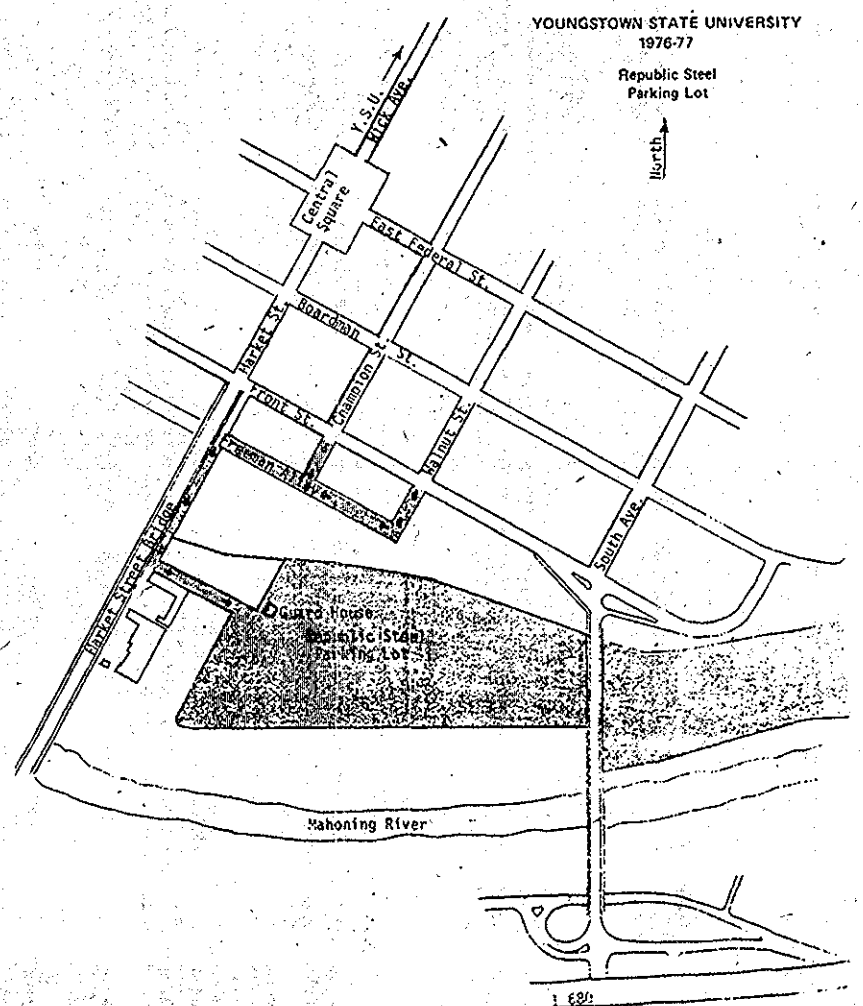 YOUNGSTOWN STATE UNIVERSITY
1976-77
Republic Steel
Parking Lot
North
Y.S.U.
Wick Ave.
Central
Square
East Federal St.
Market St.
Boardman St.
Champion St.
Front St.
Freeman Alley
Walnut St.
South Ave.
Market Street Bridge
Guard House
Republic Steel
Parking Lot
Mahoning River
I 680